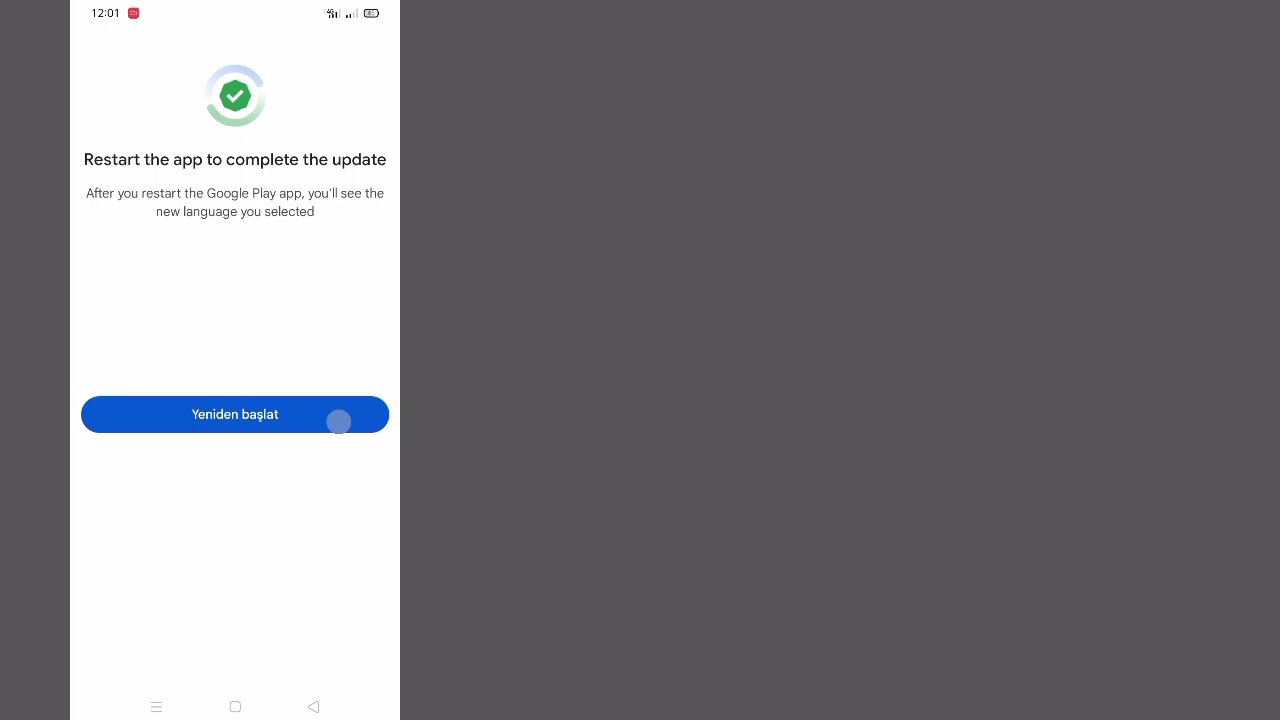 12:01
Restart the app to complete the update
After you restart the Google Play app, you'll see the
new language you selected
Yeniden başlat